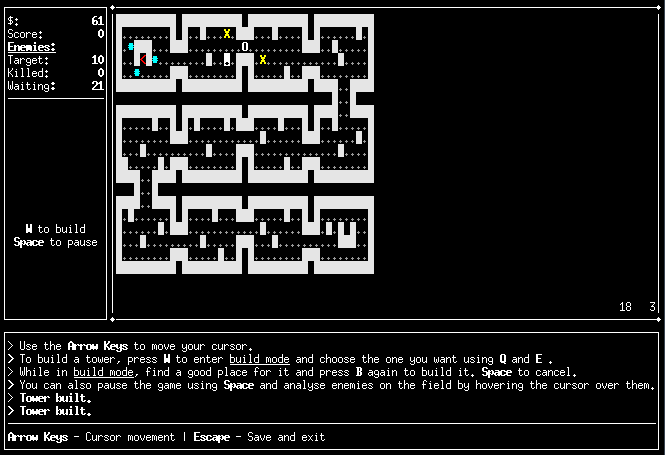 $: 61
Score: 0
Enemies:
Target: 10
Killed: 0
Waiting: 21
W to build
Space to pause
18 3
> Use the Arrow Keys to move your cursor.
> To build a tower, press W to enter build mode and choose the one you want using Q and E .
> While in build mode, find a good place for it and press B again to build it. Space to cancel.
> You can also pause the game using Space and analyse enemies on the field by hovering the cursor over them.
> Tower built.
> Tower built.
Arrow Keys - Cursor movement | Escape - Save and exit